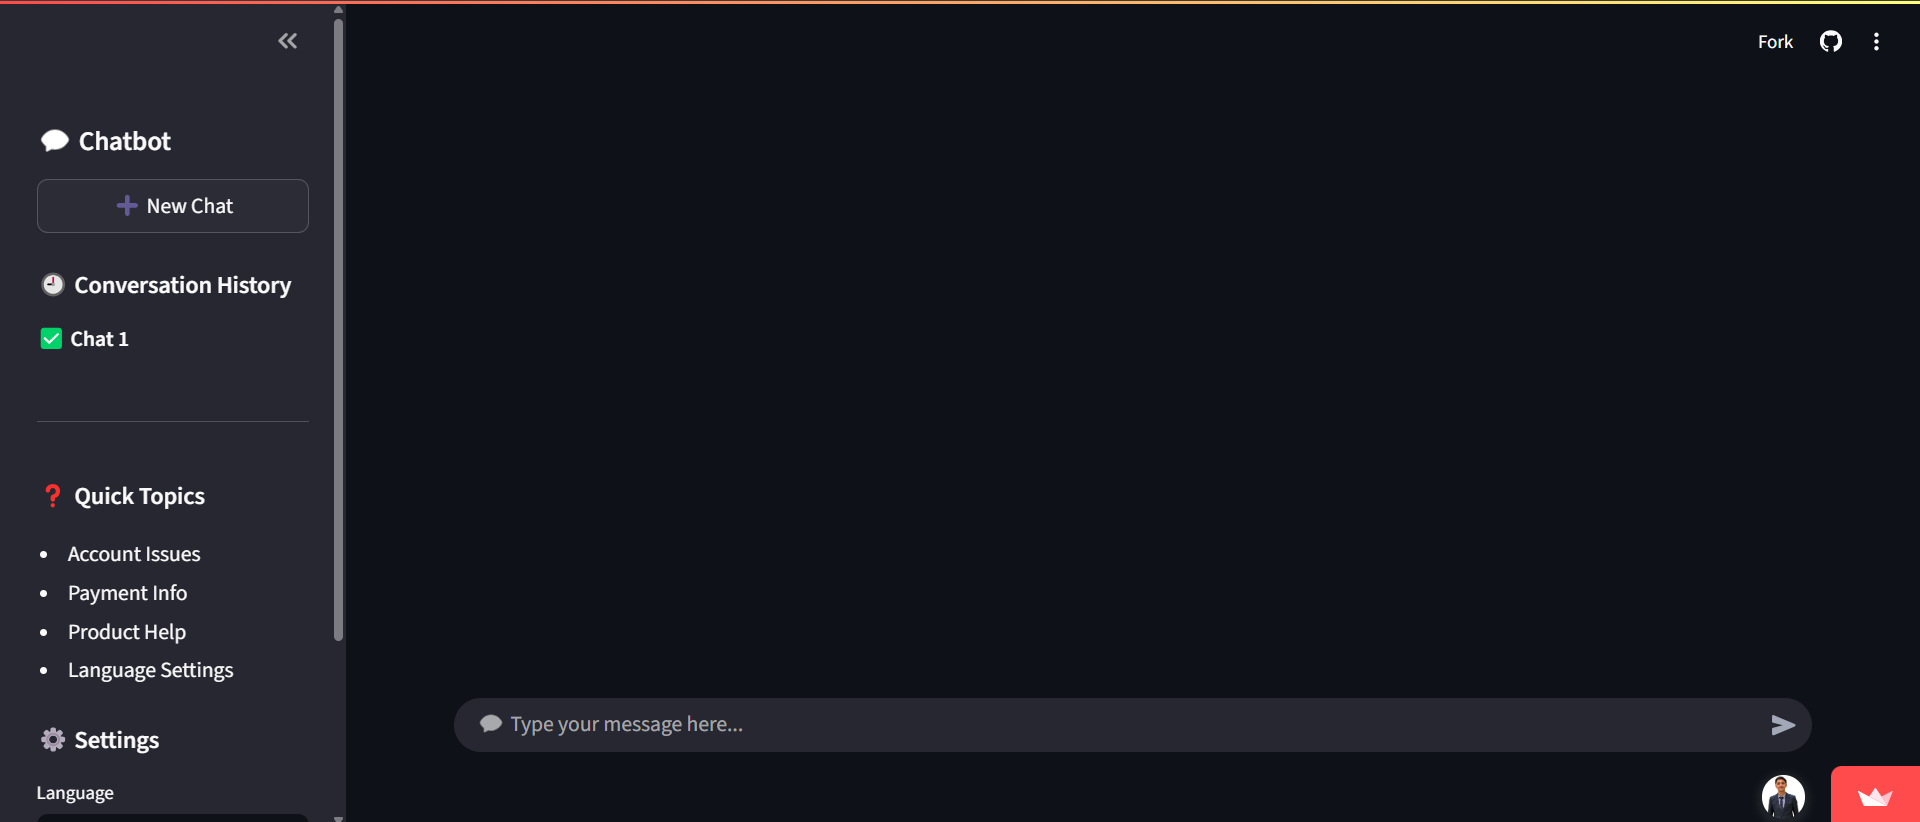 Fork
Chatbot
New Chat
Conversation History
Chat 1
Quick Topics
Account Issues
Payment Info
Product Help
Language Settings
Settings
Language
Type your message here...